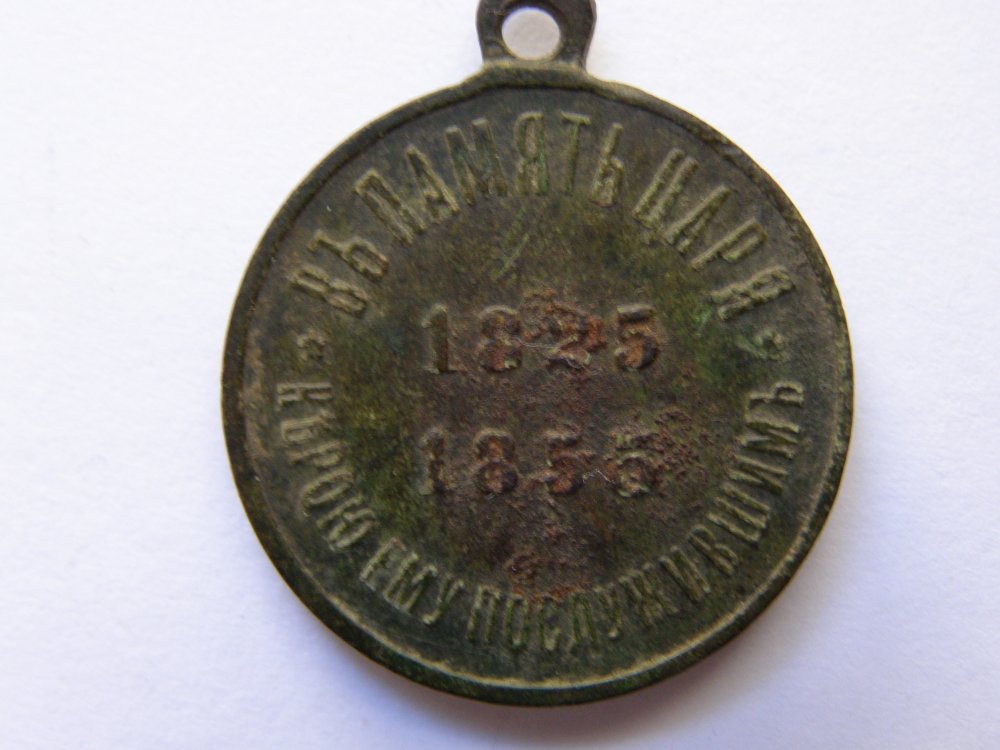 ВЪ ПАМЯТЬ ЦАРЯ
1825
1855
ВѢРОЮ ЕМУ ПОСЛУЖИВШИМЪ